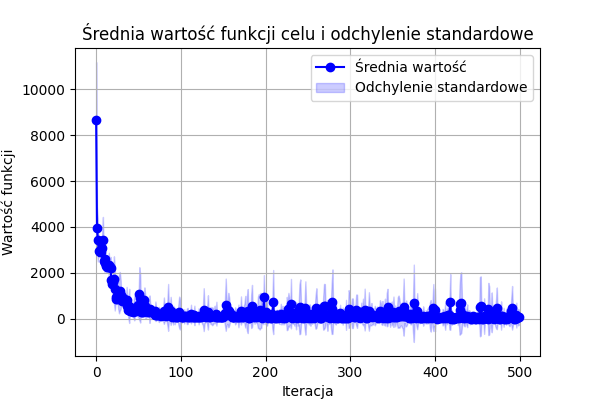 Średnia wartość funkcji celu i odchylenie standardowe
Średnia wartość
Odchylenie standardowe
Wartość funkcji
10000
8000
6000
4000
2000
0
0 100 200 300 400 500
Iteracja